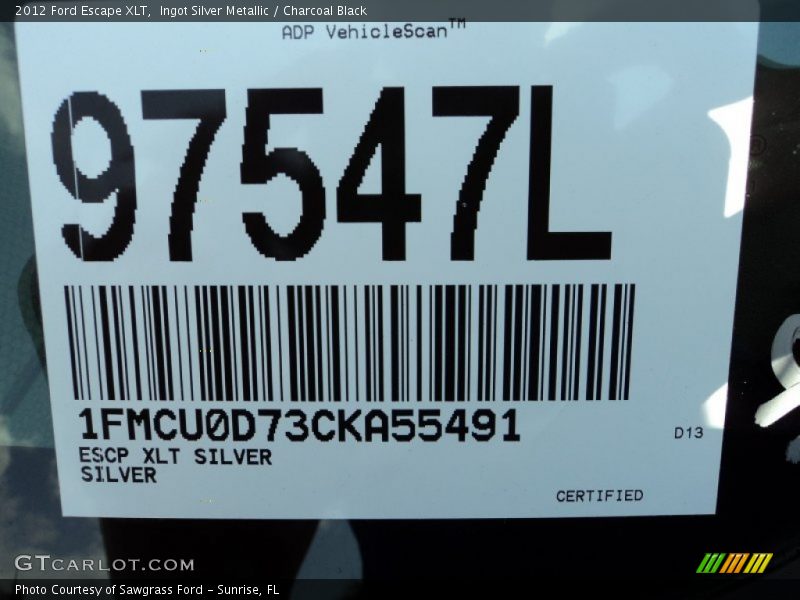 2012 Ford Escape XLT,  Ingot Silver Metallic / Charcoal Black
ADP VehicleScan™
97547L
1FMCU0D73CKA55491
ESCP XLT SILVER
SILVER
D13
CERTIFIED
GTCARLOT.COM
Photo Courtesy of Sawgrass Ford - Sunrise, FL